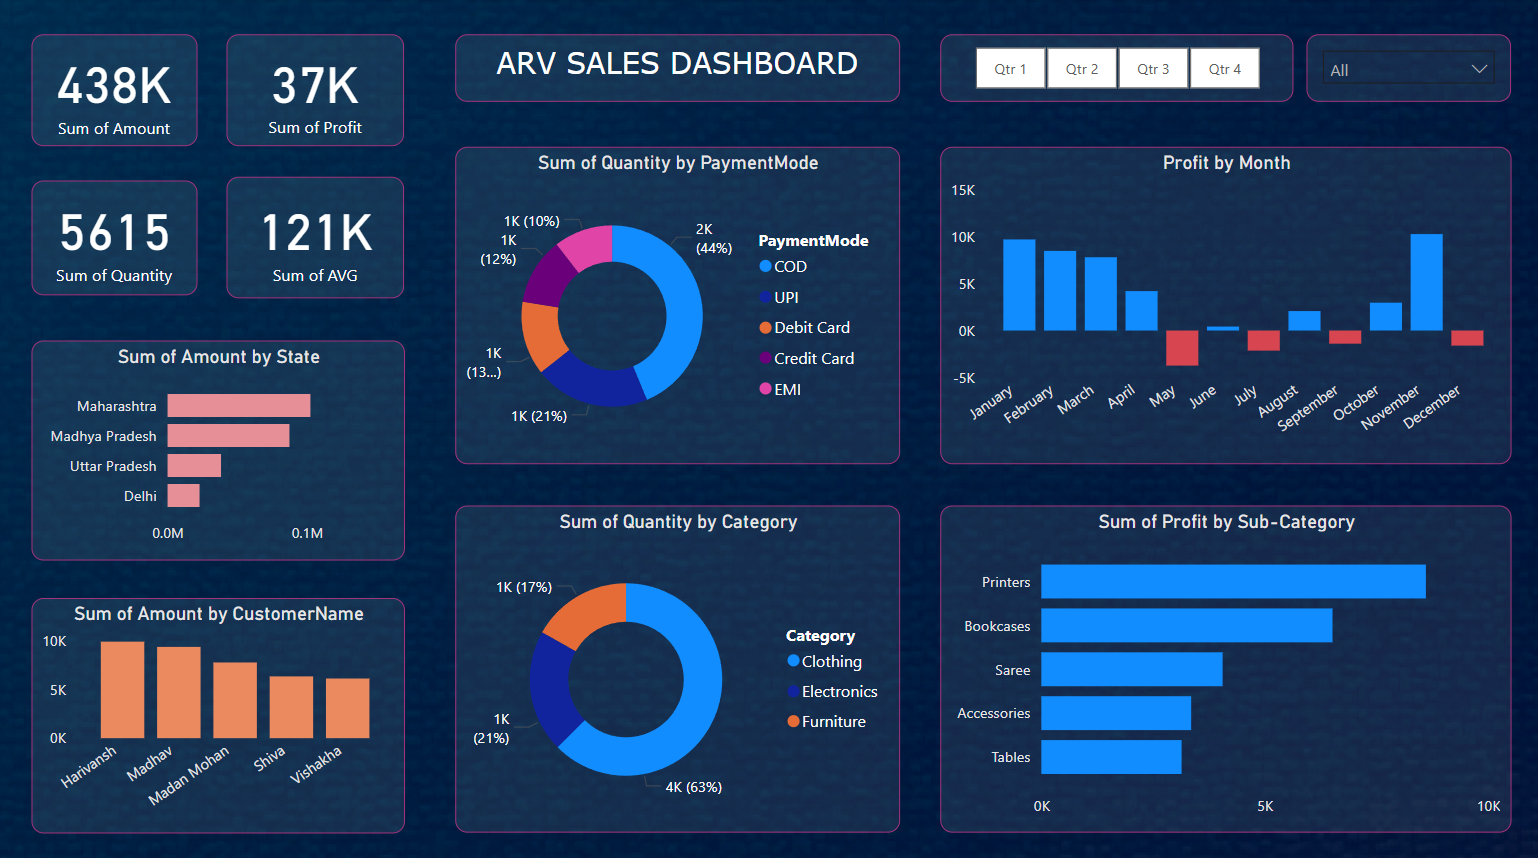 438K
Sum of Amount
37K
Sum of Profit
5615
Sum of Quantity
121K
Sum of AVG
ARV SALES DASHBOARD
Qtr 1
Qtr 2
Qtr 3
Qtr 4
All
Sum of Amount by State
Maharashtra
Madhya Pradesh
Uttar Pradesh
Delhi
0.0M
0.1M
Sum of Amount by CustomerName
10K
5K
0K
Harivansh
Madhav
Madan Mohan
Shiva
Vishakha
Sum of Quantity by PaymentMode
1K (10%)
1K
(12%)
1K
(13...)
1K (21%)
2K
(44%)
PaymentMode
COD
UPI
Debit Card
Credit Card
EMI
Sum of Quantity by Category
1K (17%)
1K
(21%)
4K (63%)
Category
Clothing
Electronics
Furniture
Profit by Month
15K
10K
5K
0K
-5K
January
February
March
April
May
June
July
August
September
October
November
December
Sum of Profit by Sub-Category
Printers
Bookcases
Saree
Accessories
Tables
0K
5K
10K